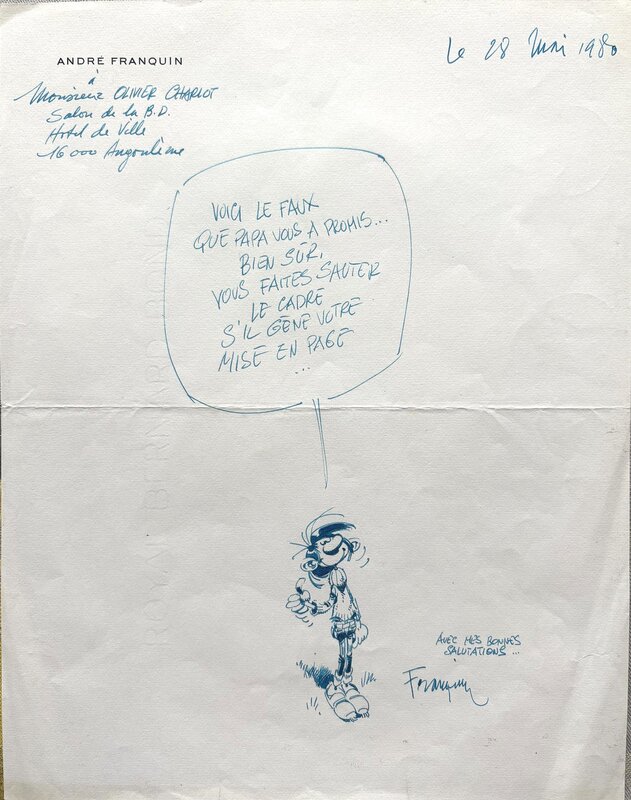 ANDRÉ FRANQUIN
Le 28 Mai 1980
à
Monsieur OLIVIER CHARLOT
Salon de la B.D.
Hôtel de Ville
16 000 Angoulême
VOICI LE FAUX
QUE PAPA VOUS A PROMIS...
BIEN SÛR,
VOUS FAITES SAUTER
LE CADRE
S'IL GÊNE VOTRE
MISE EN PAGE
...
AVEC MES BONNES
SALUTATIONS...
Franquin